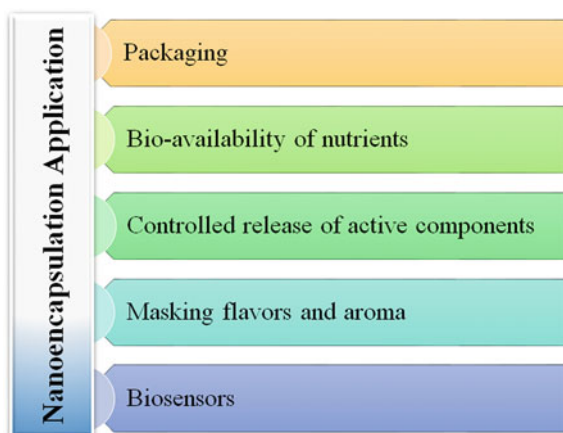 Nanoencapsulation Application
Packaging
Bio-availability of nutrients
Controlled release of active components
Masking flavors and aroma
Biosensors